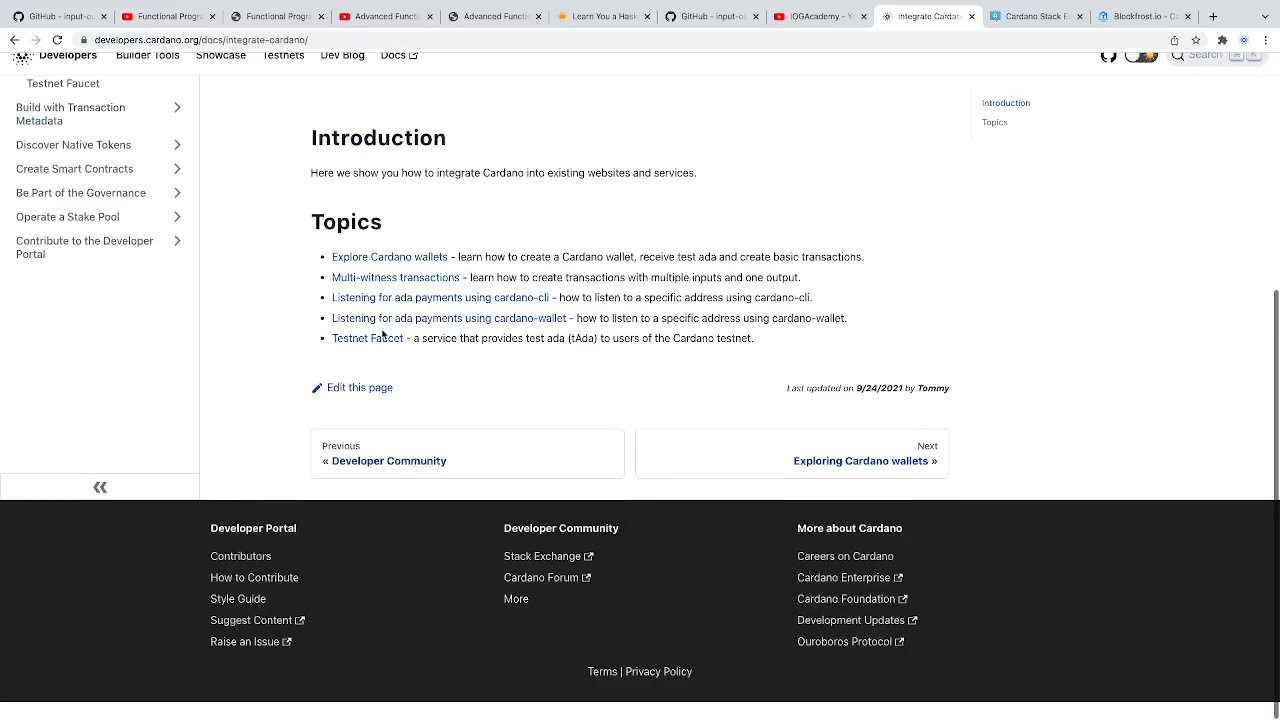 GitHub - input-o
Functional Progra
Functional Progra
Advanced Functi
Advanced Functi
Learn You a Hask
GitHub - input-o
IOGAcademy - Yo
Integrate Cardan
Cardano Stack Ex
Blockfrost.io - Ca
developers.cardano.org/docs/integrate-cardano/
Developers Builder Tools Showcase Testnets Dev Blog Docs Search ⌘ K
Testnet Faucet
Build with Transaction
Metadata
Discover Native Tokens
Create Smart Contracts
Be Part of the Governance
Operate a Stake Pool
Contribute to the Developer
Portal
Introduction
Here we show you how to integrate Cardano into existing websites and services.
Topics
• Explore Cardano wallets - learn how to create a Cardano wallet, receive test ada and create basic transactions.
• Multi-witness transactions - learn how to create transactions with multiple inputs and one output.
• Listening for ada payments using cardano-cli - how to listen to a specific address using cardano-cli.
• Listening for ada payments using cardano-wallet - how to listen to a specific address using cardano-wallet.
• Testnet Faucet - a service that provides test ada (tAda) to users of the Cardano testnet.
Edit this page
Last updated on 9/24/2021 by Tommy
Previous
« Developer Community
Next
Exploring Cardano wallets »
Introduction
Topics
Developer Portal
Contributors
How to Contribute
Style Guide
Suggest Content
Raise an Issue
Developer Community
Stack Exchange
Cardano Forum
More
More about Cardano
Careers on Cardano
Cardano Enterprise
Cardano Foundation
Development Updates
Ouroboros Protocol
Terms | Privacy Policy